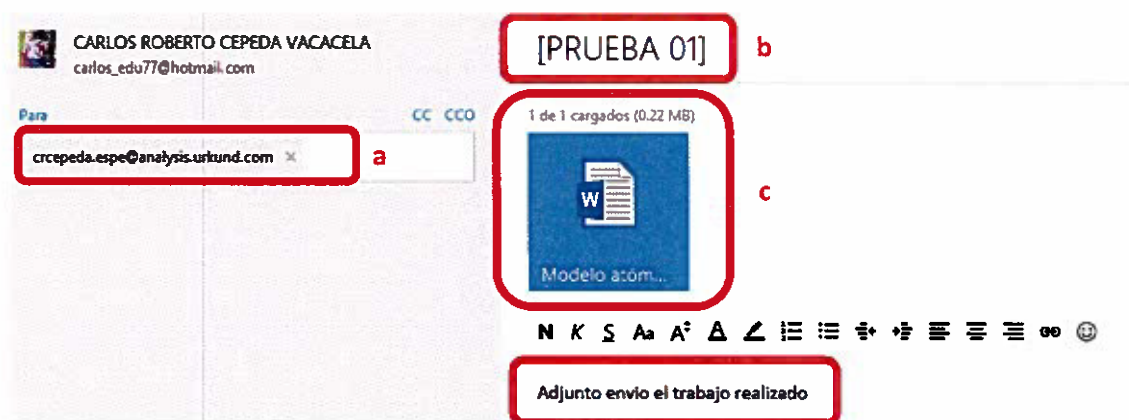 CARLOS ROBERTO CEPEDA VACACELA
carlos_edu77@hotmail.com
Para
CC CCO
crcepeda.espe@analysis.urkund.com ×
a
[PRUEBA 01]
b
1 de 1 cargados (0.22 MB)
W
Modelo atóm...
c
N K S Aa A A
Adjunto envio el trabajo realizado